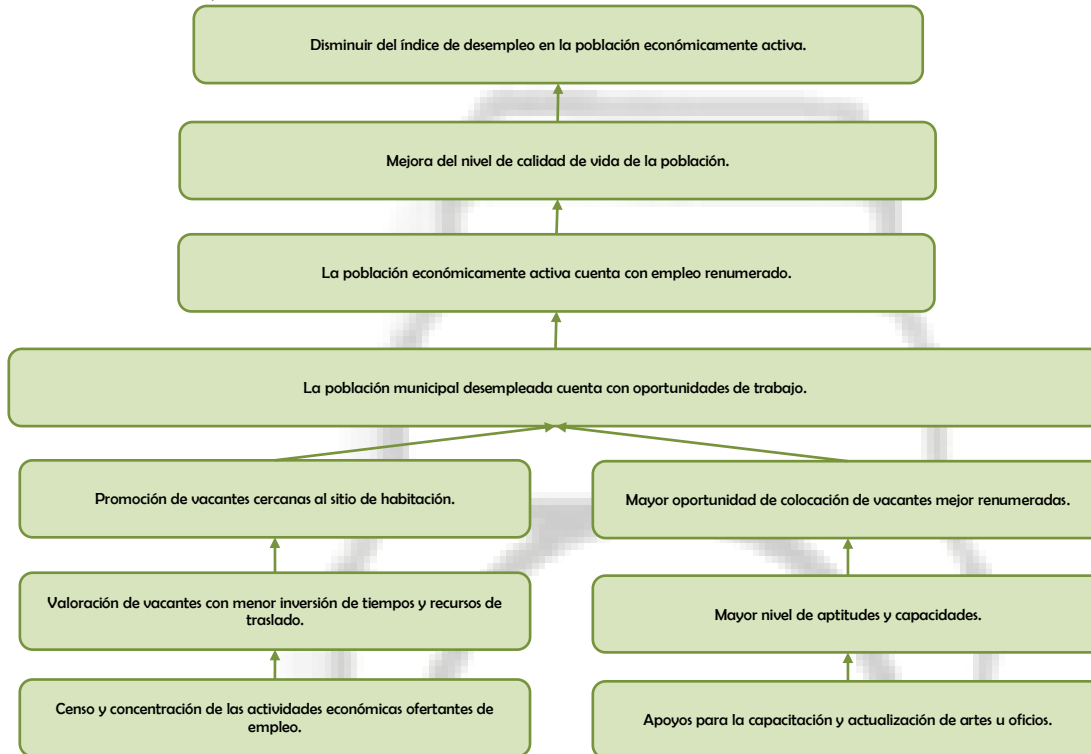 Disminuir del índice de desempleo en la población económicamente activa.
Mejora del nivel de calidad de vida de la población.
La población económicamente activa cuenta con empleo renumerado.
La población municipal desempleada cuenta con oportunidades de trabajo.
Promoción de vacantes cercanas al sitio de habitación.
Mayor oportunidad de colocación de vacantes mejor renumeradas.
Valoración de vacantes con menor inversión de tiempos y recursos de
traslado.
Mayor nivel de aptitudes y capacidades.
Censo y concentración de las actividades económicas ofertantes de
empleo.
Apoyos para la capacitación y actualización de artes u oficios.